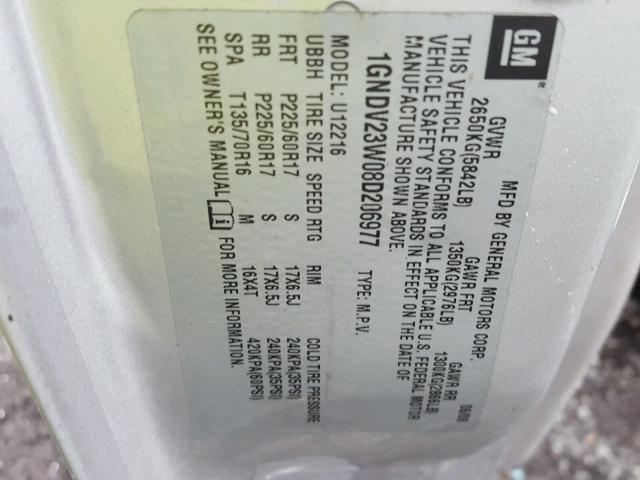 GM
MFD BY GENERAL MOTORS CORP. 06/08
GVWR GAWR FRT GAWR RR
2650KG(5842LB) 1350KG(2976LB) 1300KG(2866LB)
THIS VEHICLE CONFORMS TO ALL APPLICABLE U.S. FEDERAL MOTOR
VEHICLE SAFETY STANDARDS IN EFFECT ON THE DATE OF
MANUFACTURE SHOWN ABOVE.
1GNDV23W08D206977 TYPE: M.P.V.
MODEL: U12216
UBBH TIRE SIZE SPEED RTG RIM COLD TIRE PRESSURE
FRT P225/60R17 S 17X6.5J 240KPA(35PSI)
RR P225/60R17 S 17X6.5J 240KPA(35PSI)
SPA T135/70R16 M 16X4T 420KPA(60PSI)
SEE OWNER'S MANUAL FOR MORE INFORMATION.